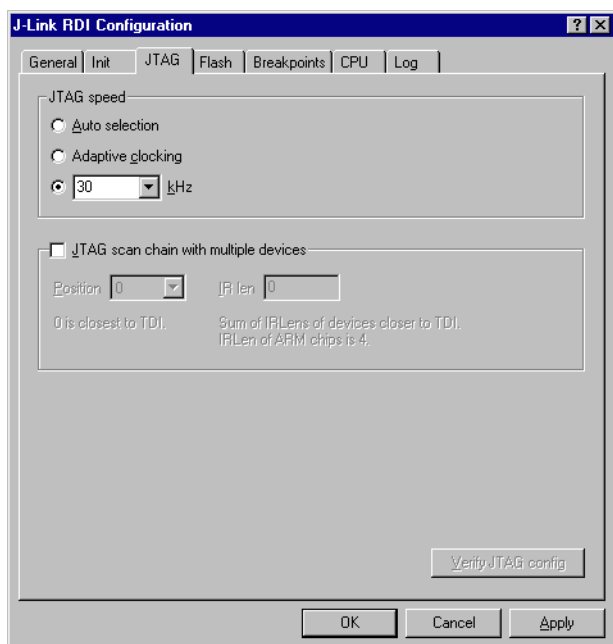 J-Link RDI Configuration
General Init JTAG Flash Breakpoints CPU Log
JTAG speed
Auto selection
Adaptive clocking
30 kHz
JTAG scan chain with multiple devices
Position 0 IR len 0
0 is closest to TDI. Sum of IRLens of devices closer to TDI.
IRLen of ARM chips is 4.
Verify JTAG config
OK Cancel Apply